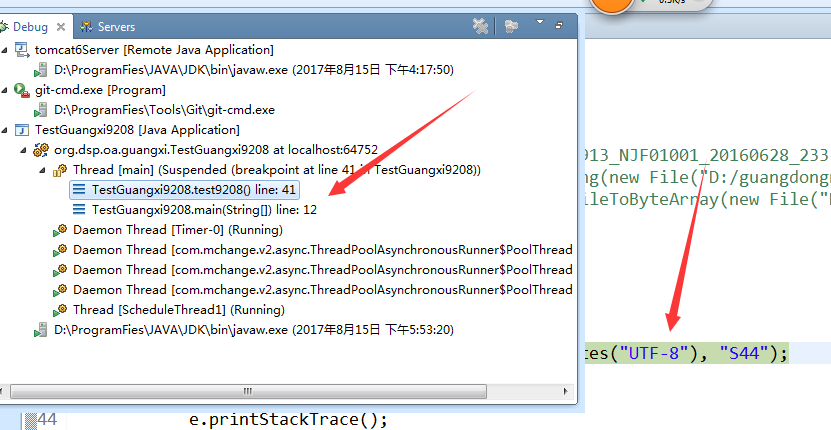 0.5K/s
Debug Servers
tomcat6Server [Remote Java Application]
D:\ProgramFies\JAVA\JDK\bin\javaw.exe (2017年8月15日 下午4:17:50)
git-cmd.exe [Program]
D:\ProgramFies\Tools\Git\git-cmd.exe
TestGuangxi9208 [Java Application]
org.dsp.oa.guangxi.TestGuangxi9208 at localhost:64752
Thread [main] (Suspended (breakpoint at line 41 in TestGuangxi9208))
TestGuangxi9208.test9208() line: 41
TestGuangxi9208.main(String[]) line: 12
Daemon Thread [Timer-0] (Running)
Daemon Thread [com.mchange.v2.async.ThreadPoolAsynchronousRunner$PoolThread
Daemon Thread [com.mchange.v2.async.ThreadPoolAsynchronousRunner$PoolThread
Daemon Thread [com.mchange.v2.async.ThreadPoolAsynchronousRunner$PoolThread
Thread [ScheduleThread1] (Running)
D:\ProgramFies\JAVA\JDK\bin\javaw.exe (2017年8月15日 下午5:53:20)
913_NJF01001_20160628_233
ng(new File("D:/guangdong
ileToByteArray(new File("
tes("UTF-8"), "S44");
44 e.printStackTrace();